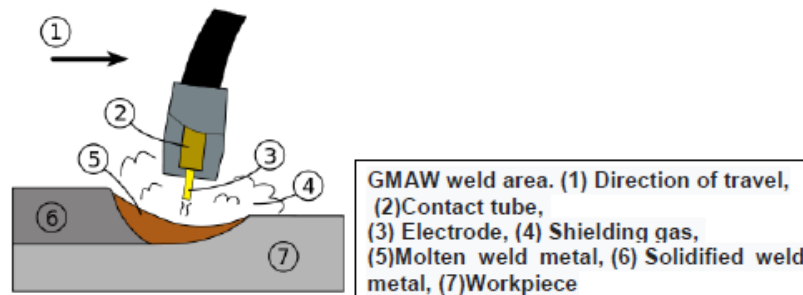 ①
②
③
④
⑤
⑥
⑦
GMAW weld area. (1) Direction of travel,
(2)Contact tube,
(3) Electrode, (4) Shielding gas,
(5)Molten weld metal, (6) Solidified weld
metal, (7)Workpiece